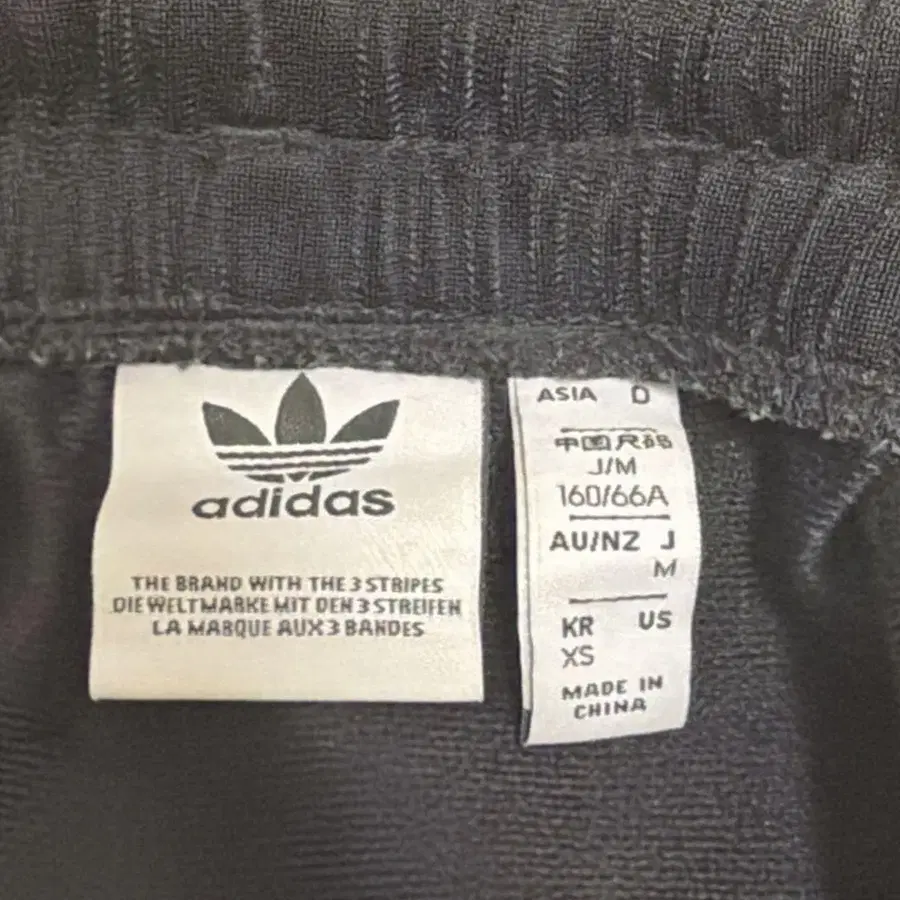 adidas
THE BRAND WITH THE 3 STRIPES
DIE WELTMARKE MIT DEN 3 STREIFEN
LA MARQUE AUX 3 BANDES
ASIA D
中国尺码
J/M
160/66A
AU/NZ J
M
KR US
XS
MADE IN
CHINA